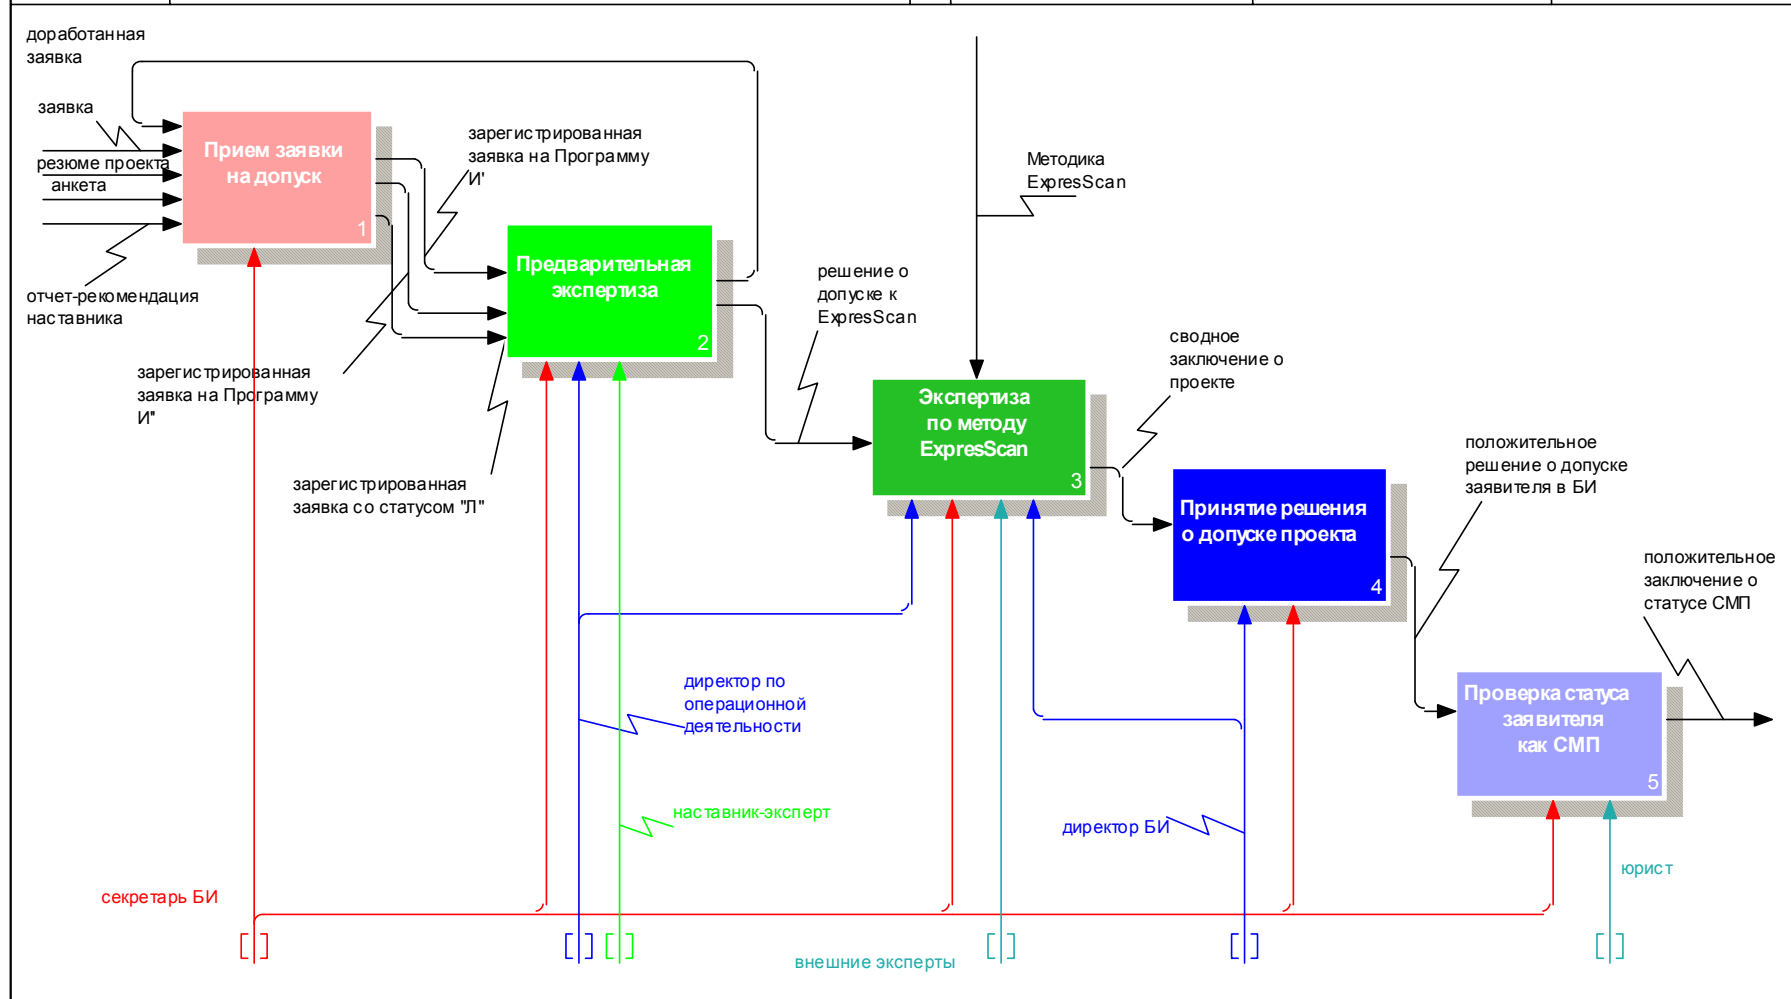 доработанная
заявка
заявка
резюме проекта
анкета
отчет-рекомендация
наставника
Прием заявки
на допуск
1
зарегистрированная
заявка на Программу
И'
зарегистрированная
заявка на Программу
И"
зарегистрированная
заявка со статусом "Л"
Предварительная
экспертиза
2
решение о
допуске к
ExpresScan
Методика
ExpresScan
Экспертиза
по методу
ExpresScan
3
сводное
заключение о
проекте
Принятие решения
о допуске проекта
4
положительное
решение о допуске
заявителя в БИ
Проверка статуса
заявителя
как СМП
5
положительное
заключение о
статусе СМП
директор по
операционной
деятельности
наставник-эксперт
директор БИ
юрист
секретарь БИ
внешние эксперты